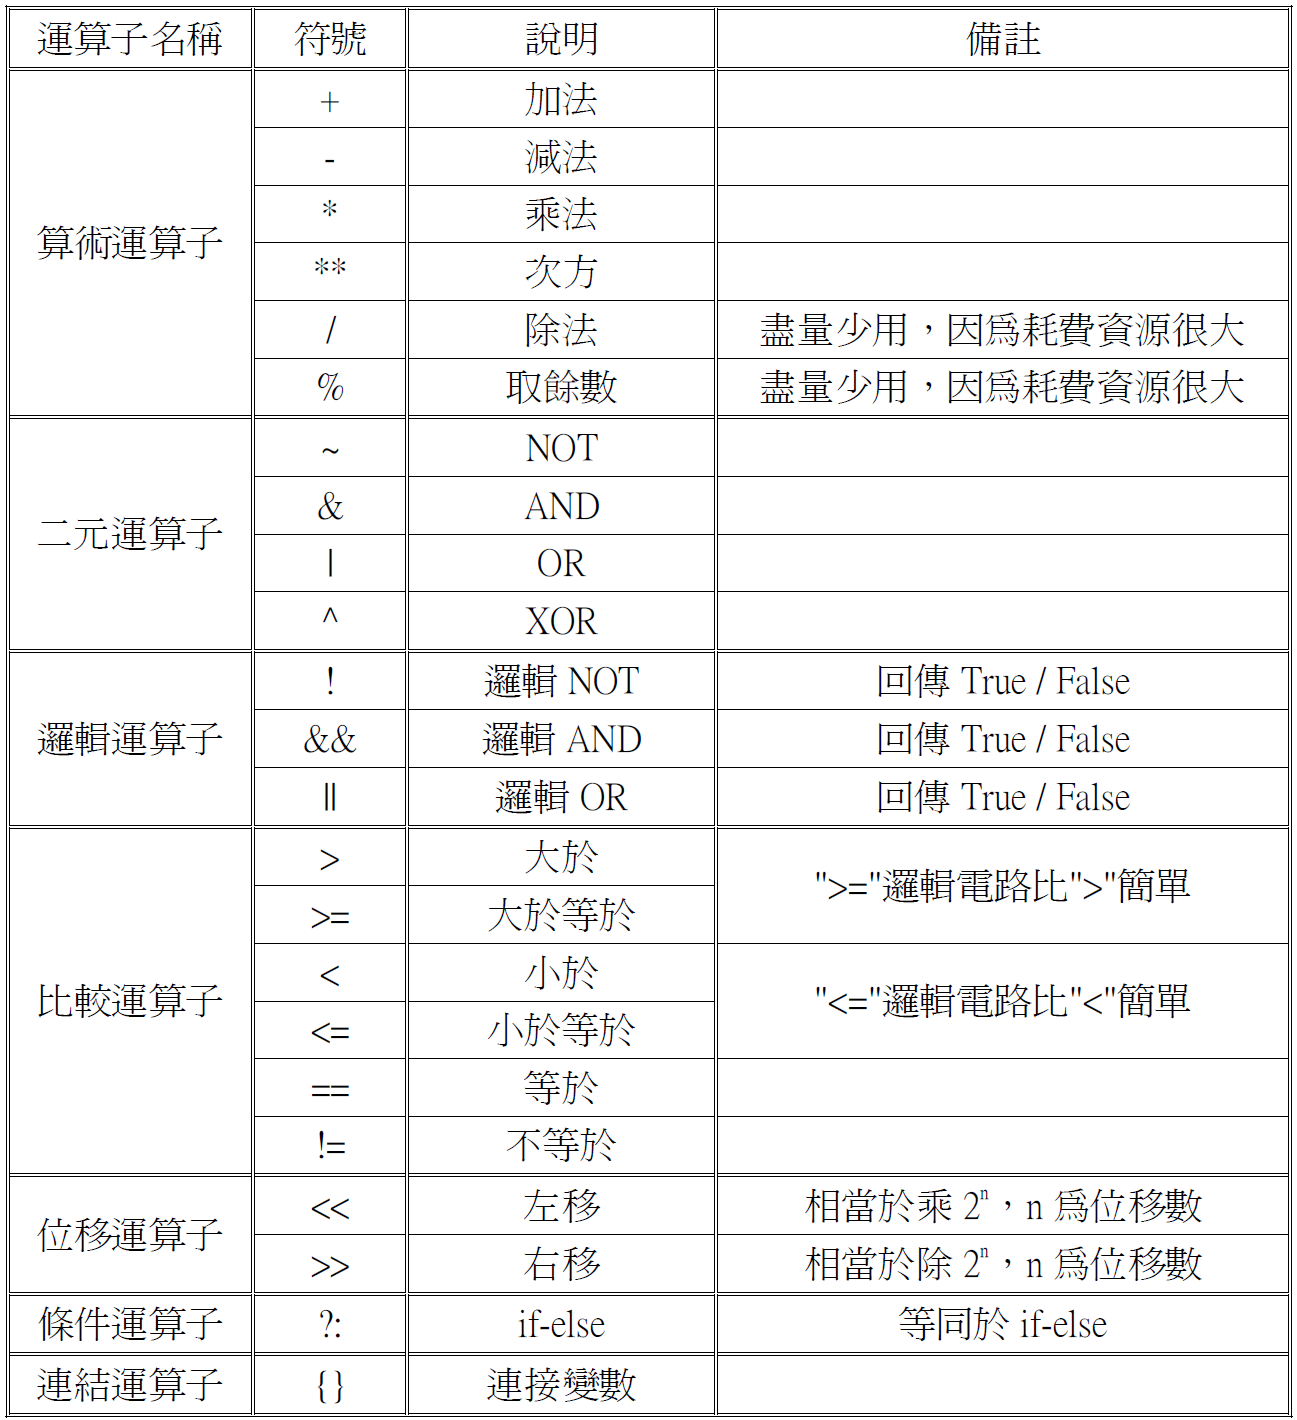 運算子名稱 符號 說明 備註
算術運算子
+ 加法
- 減法
* 乘法
** 次方
/ 除法 盡量少用，因為耗費資源很大
% 取餘數 盡量少用，因為耗費資源很大
二元運算子
~ NOT
& AND
| OR
^ XOR
邏輯運算子
! 邏輯 NOT 回傳 True / False
&& 邏輯 AND 回傳 True / False
|| 邏輯 OR 回傳 True / False
比較運算子
> 大於
">="邏輯電路比">"簡單
>= 大於等於
< 小於
"<="邏輯電路比"<"簡單
<= 小於等於
== 等於
!= 不等於
位移運算子
<< 左移 相當於乘 2ⁿ，n 為位移數
>> 右移 相當於除 2ⁿ，n 為位移數
條件運算子 ?: if-else 等同於 if-else
連結運算子 {} 連接變數